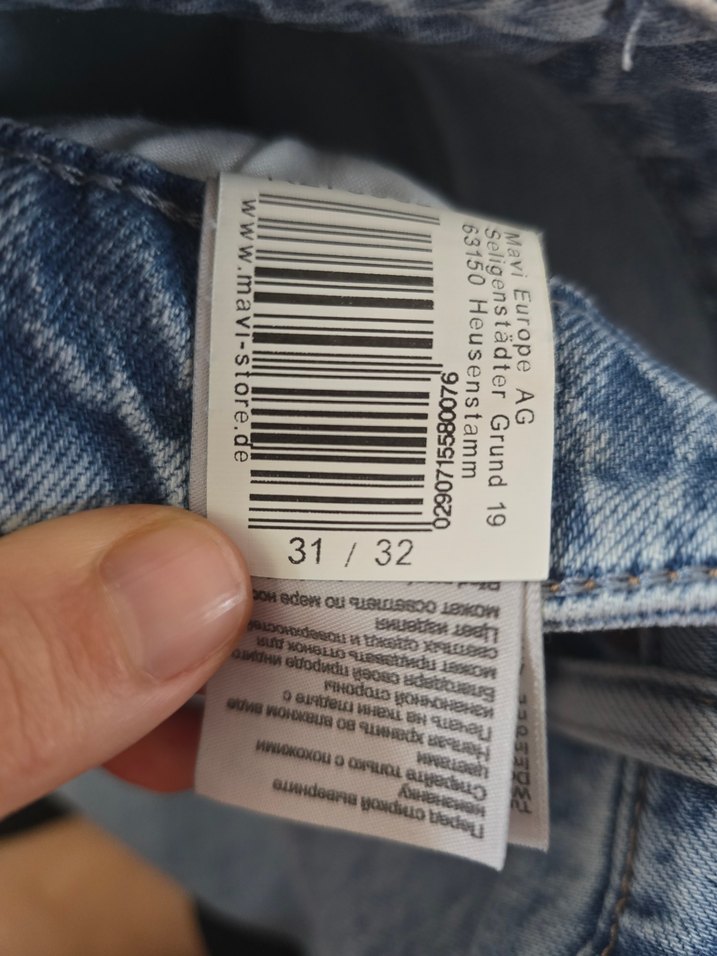 Mavi Europe AG
Seligenstädter Grund 19
63150 Heusenstamm
0290715580076
www.mavi-store.de
31 / 32
Перед стиркой выверните
наизнанку
Стирайте только с похожими
цветами
Нельзя хранить во влажном виде
Печать на ткани гладьте с
изнаночной стороны
Благодаря своей природе индиго
может придавать оттенок для
светлых одежд и поверхностей
Цвет изделия
может осветлеть по мере нос